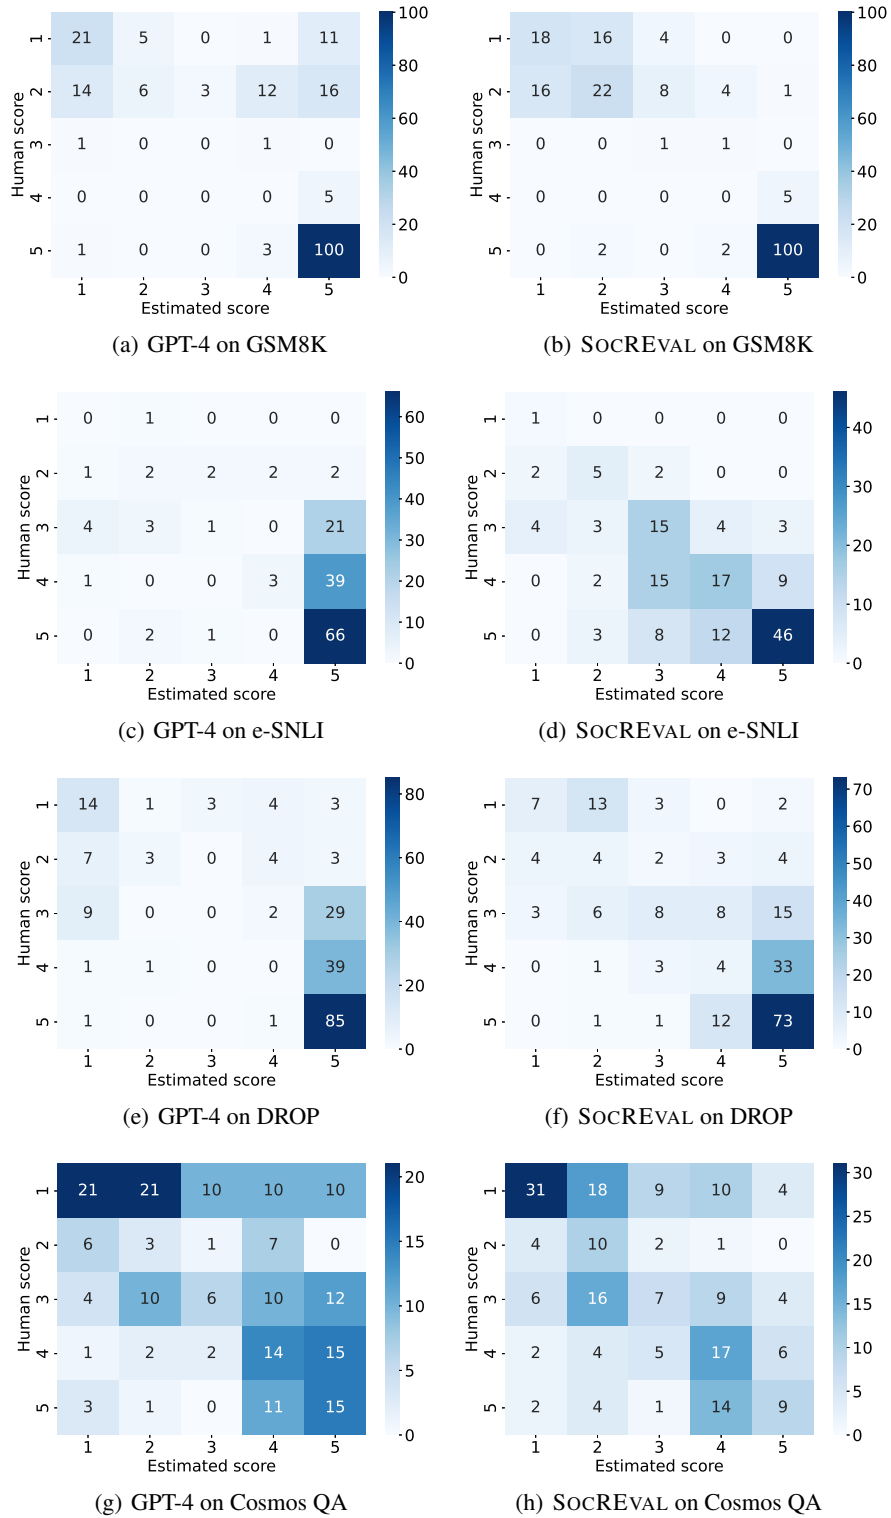 1 21 5 0 1 11 100
2 14 6 3 12 16 80
3 1 0 0 1 0 60
4 0 0 0 0 5 40
5 1 0 0 3 100 20
0
1 2 3 4 5
Human score
Estimated score
(a) GPT-4 on GSM8K
1 18 16 4 0 0 100
2 16 22 8 4 1 80
3 0 0 1 1 0 60
4 0 0 0 0 5 40
5 0 2 0 2 100 20
0
1 2 3 4 5
Human score
Estimated score
(b) SOCREVAL on GSM8K
1 0 1 0 0 0 60
2 1 2 2 2 2 50
3 4 3 1 0 21 40
4 1 0 0 3 39 30
5 0 2 1 0 66 20
10
0
1 2 3 4 5
Human score
Estimated score
(c) GPT-4 on e-SNLI
1 1 0 0 0 0 40
2 2 5 2 0 0 30
3 4 3 15 4 3 20
4 0 2 15 17 9 10
5 0 3 8 12 46 0
1 2 3 4 5
Human score
Estimated score
(d) SOCREVAL on e-SNLI
1 14 1 3 4 3 80
2 7 3 0 4 3 60
3 9 0 0 2 29 40
4 1 1 0 0 39 20
5 1 0 0 1 85 0
1 2 3 4 5
Human score
Estimated score
(e) GPT-4 on DROP
1 7 13 3 0 2 70
2 4 4 2 3 4 60
3 3 6 8 8 15 50
4 0 1 3 4 33 40
5 0 1 1 12 73 30
20
10
0
1 2 3 4 5
Human score
Estimated score
(f) SOCREVAL on DROP
1 21 21 10 10 10 20
2 6 3 1 7 0 15
3 4 10 6 10 12 10
4 1 2 2 14 15 5
5 3 1 0 11 15 0
1 2 3 4 5
Human score
Estimated score
(g) GPT-4 on Cosmos QA
1 31 18 9 10 4 30
2 4 10 2 1 0 25
3 6 16 7 9 4 20
4 2 4 5 17 6 15
5 2 4 1 14 9 10
5
0
1 2 3 4 5
Human score
Estimated score
(h) SOCREVAL on Cosmos QA